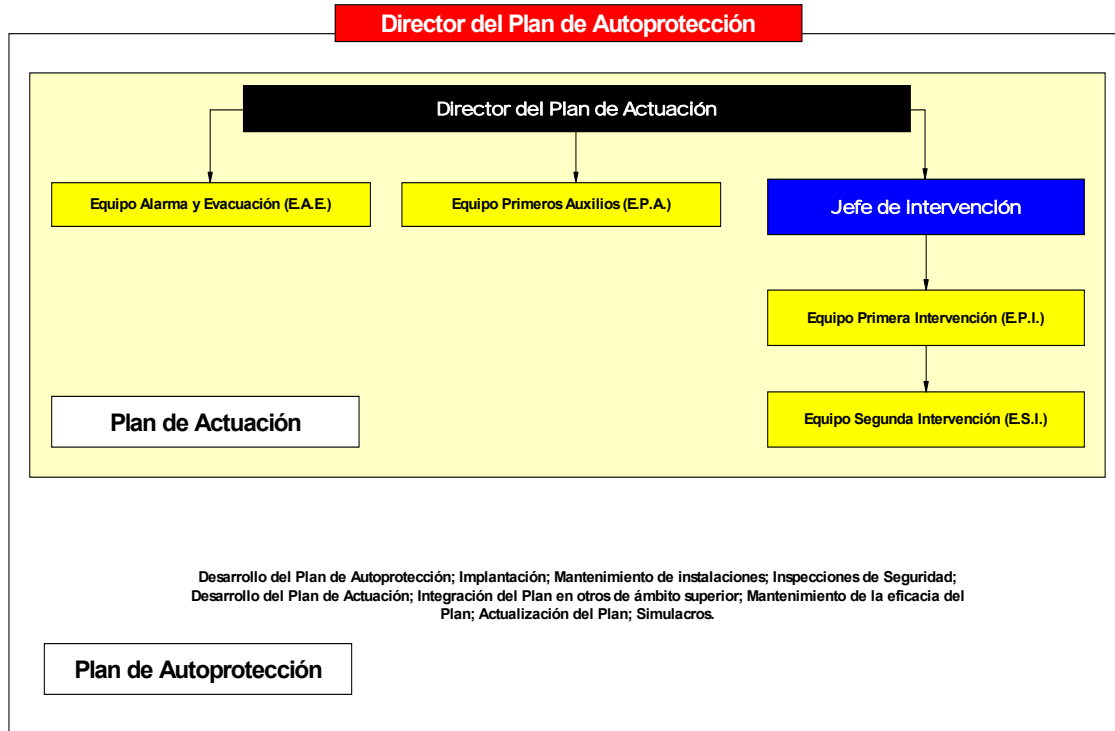 Director del Plan de Autoprotección
Director del Plan de Actuación
Equipo Alarma y Evacuación (E.A.E.)
Equipo Primeros Auxilios (E.P.A.)
Jefe de Intervención
Equipo Primera Intervención (E.P.I.)
Equipo Segunda Intervención (E.S.I.)
Plan de Actuación
Desarrollo del Plan de Autoprotección; Implantación; Mantenimiento de instalaciones; Inspecciones de Seguridad;
Desarrollo del Plan de Actuación; Integración del Plan en otros de ámbito superior; Mantenimiento de la eficacia del
Plan; Actualización del Plan; Simulacros.
Plan de Autoprotección